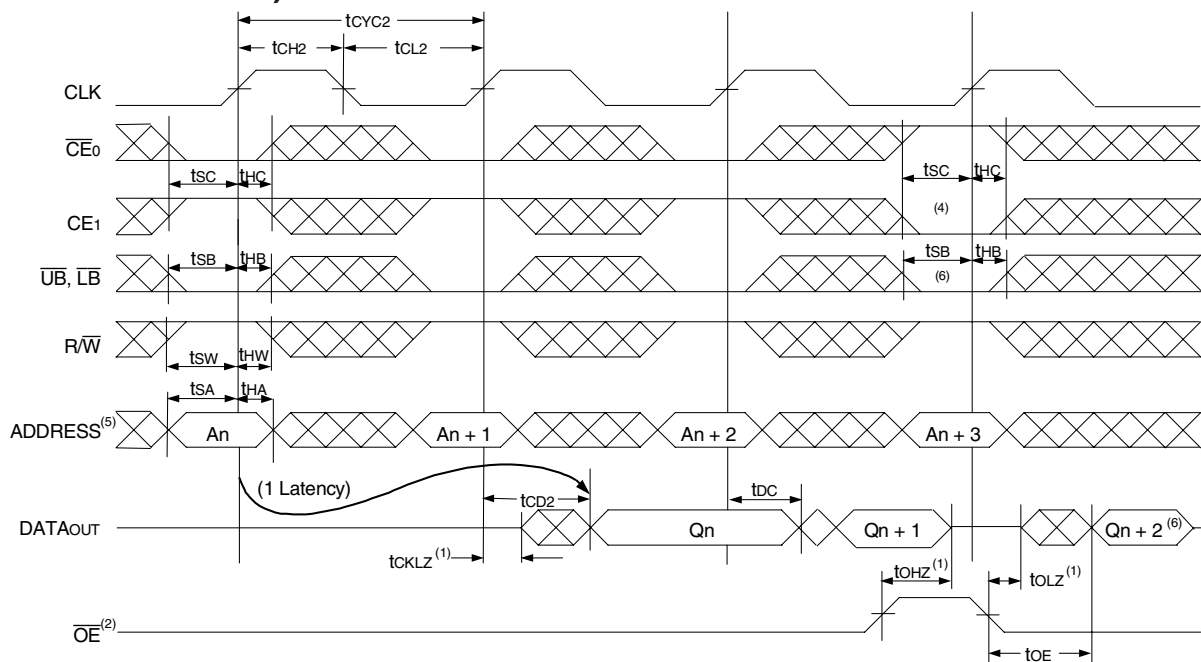 tCYC2
tCH2 tCL2
CLK
CE0
tSC tHC tSC tHC
CE1 (4)
tSB tHB tSB tHB
UB, LB (6)
R/W
tSW tHW
tSA tHA
ADDRESS(5) An An + 1 An + 2 An + 3
(1 Latency) tCD2 tDC
DATAOUT Qn Qn + 1 Qn + 2 (6)
tCKLZ(1) tOHZ(1) tOLZ(1)
OE(2)
tOE